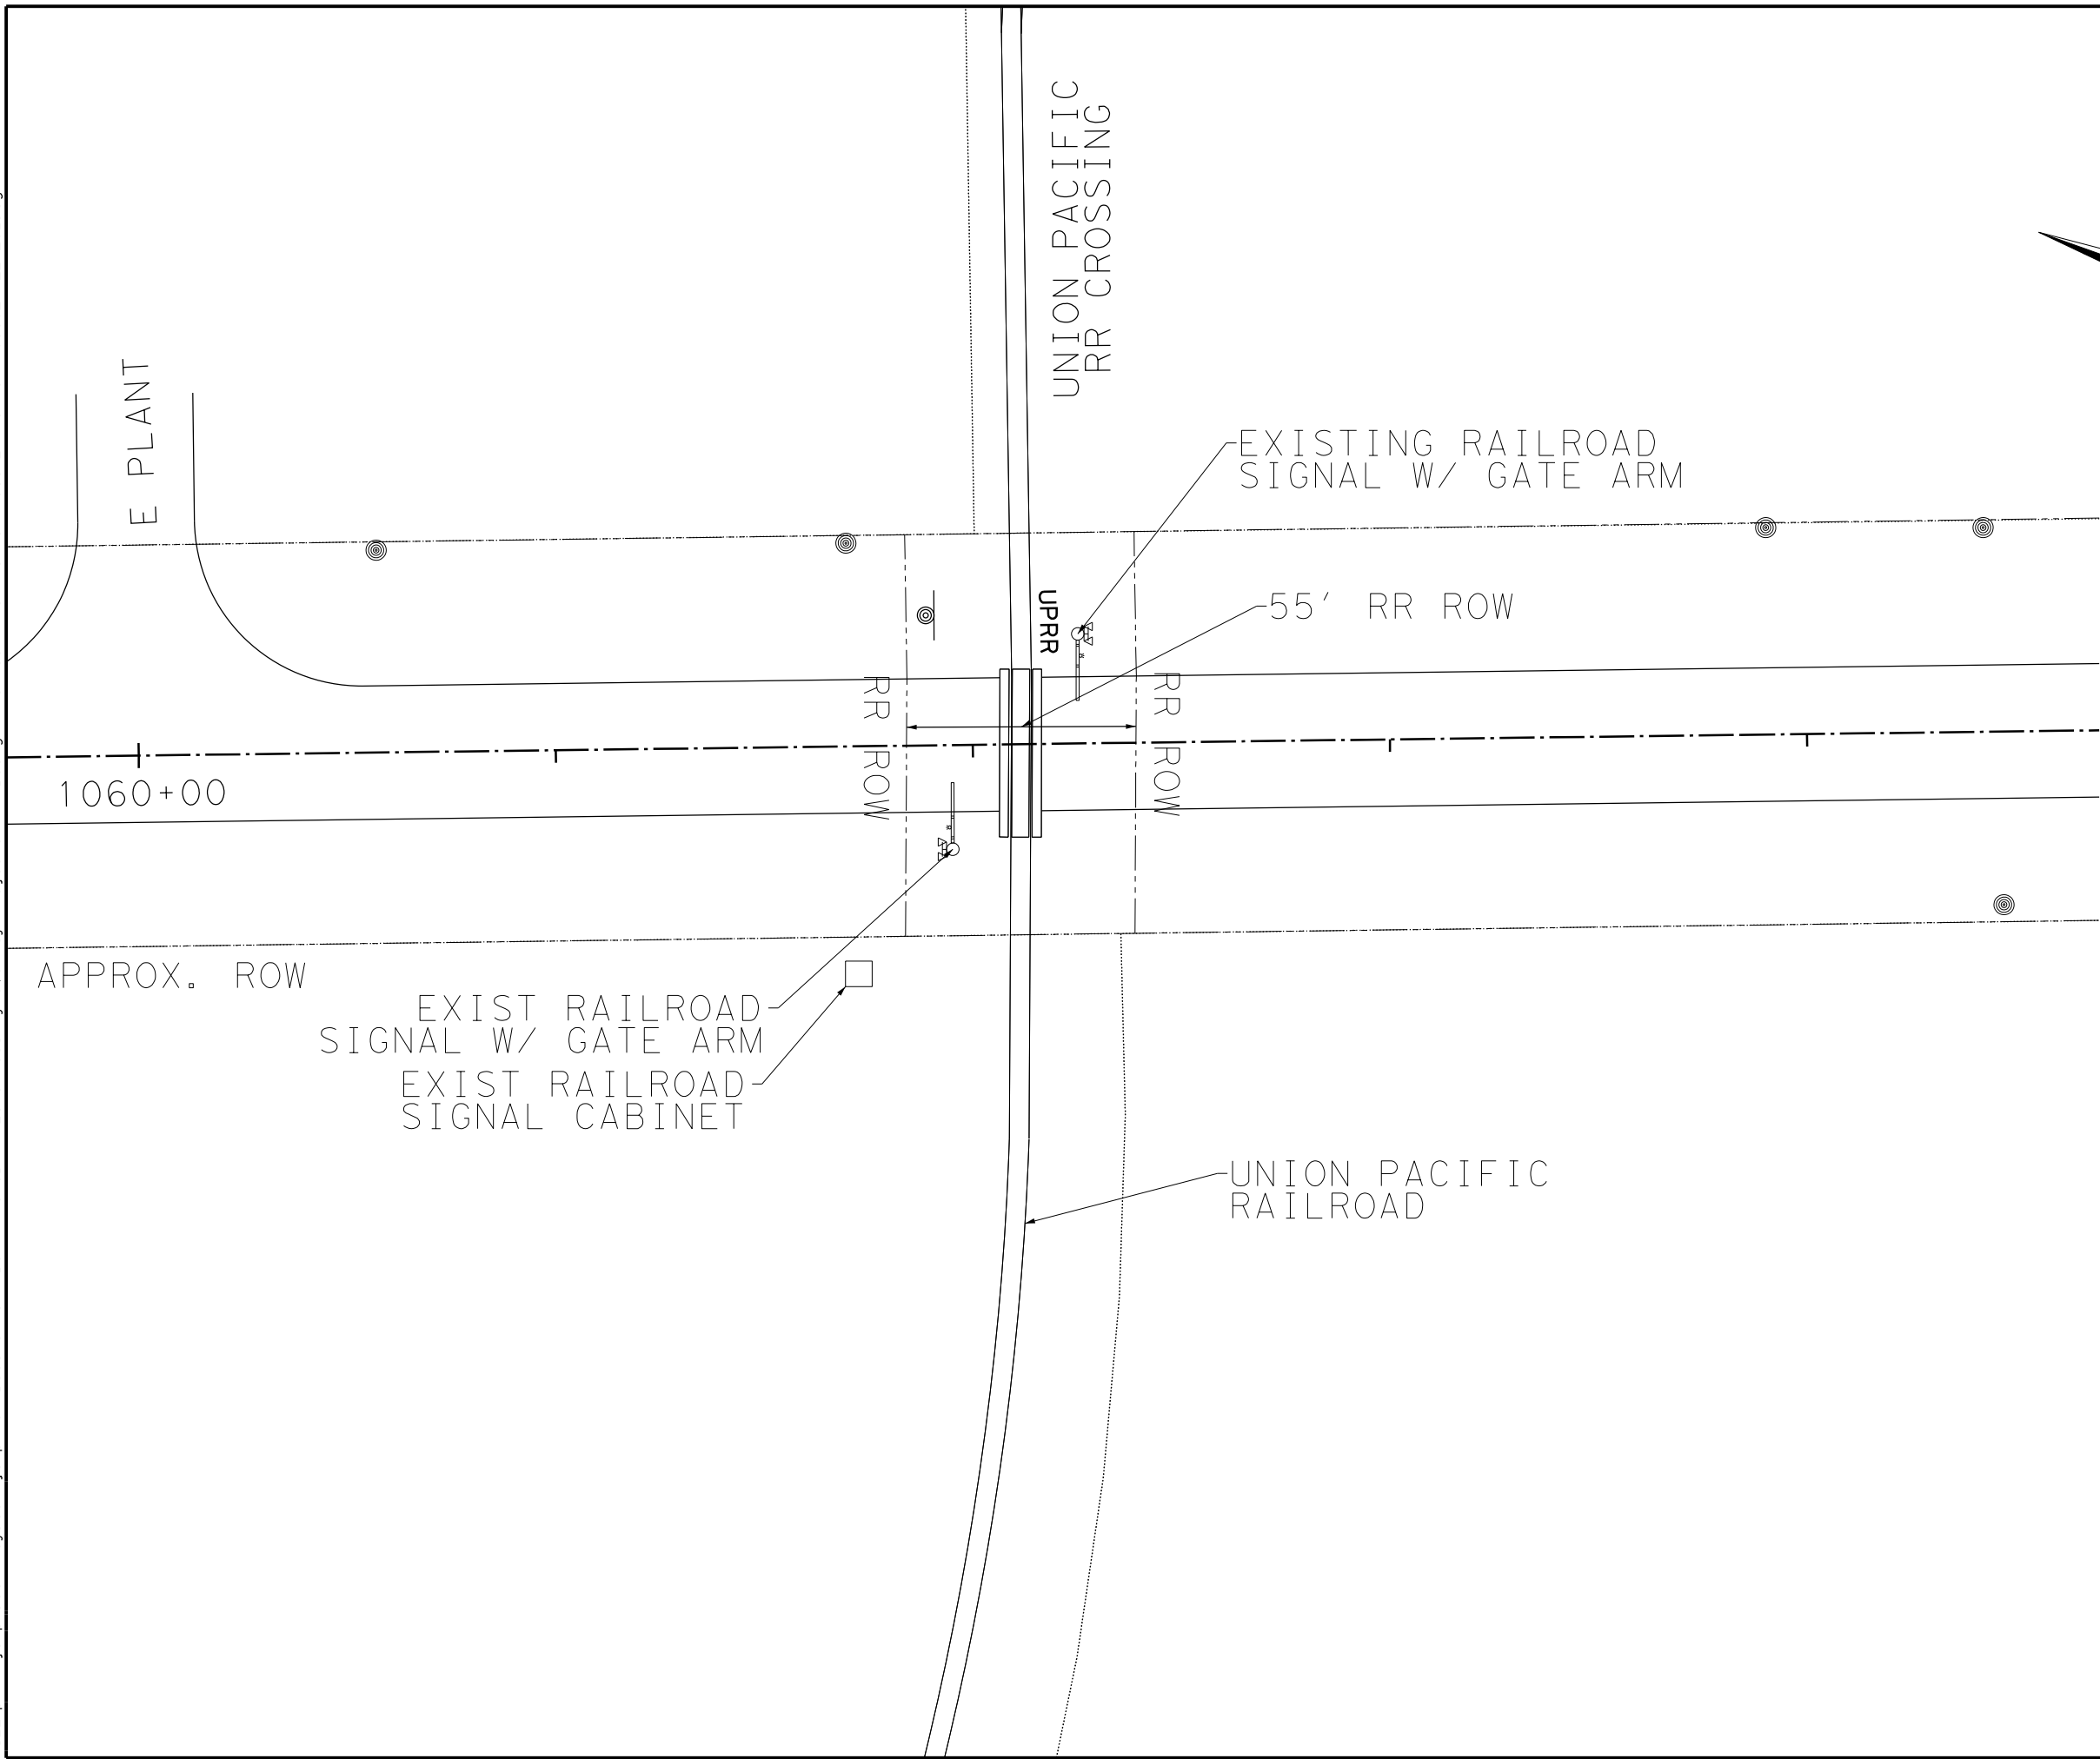 UNION PACIFIC
RR CROSSING
E PLANT
EXISTING RAILROAD
SIGNAL W/ GATE ARM
55' RR ROW
UPRR
RR ROW
RR ROW
1060+00
APPROX. ROW
EXIST RAILROAD
SIGNAL W/ GATE ARM
EXIST RAILROAD
SIGNAL CABINET
UNION PACIFIC
RAILROAD